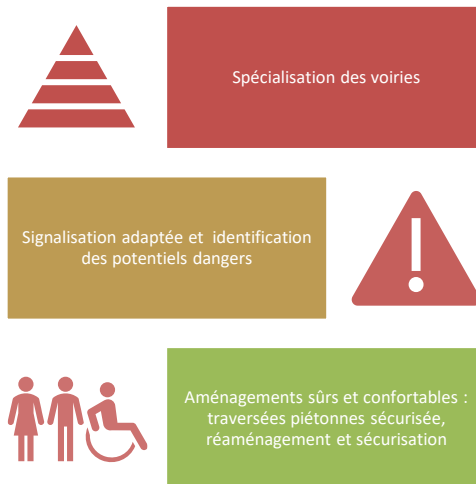 Spécialisation des voiries
Signalisation adaptée et identification
des potentiels dangers
Aménagements sûrs et confortables :
traversées piétonnes sécurisée,
réaménagement et sécurisation